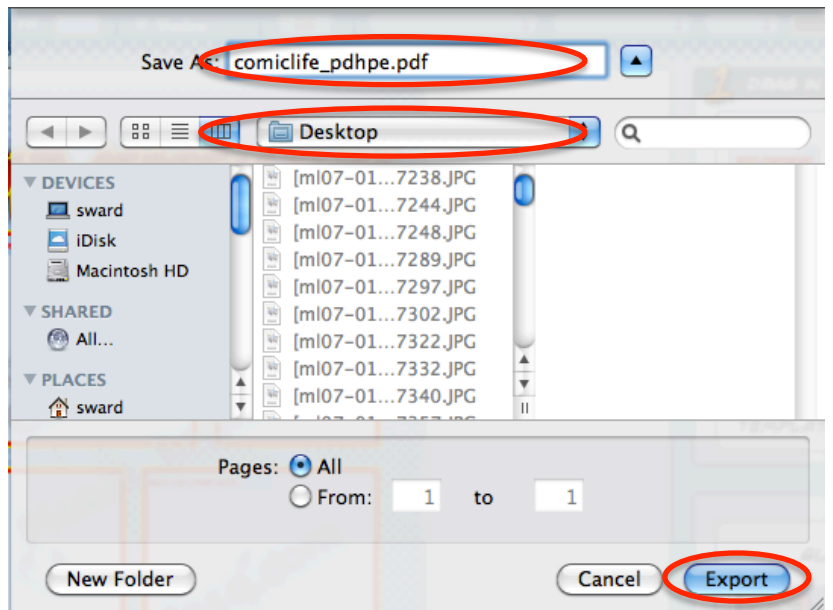 Save As: comiclife_pdhpe.pdf
Desktop
DEVICES
sward
iDisk
Macintosh HD
SHARED
All...
PLACES
sward
[ml07-01...7238.JPG
[ml07-01...7244.JPG
[ml07-01...7248.JPG
[ml07-01...7289.JPG
[ml07-01...7297.JPG
[ml07-01...7302.JPG
[ml07-01...7322.JPG
[ml07-01...7332.JPG
[ml07-01...7340.JPG
Pages: All
From: 1 to 1
New Folder
Cancel
Export